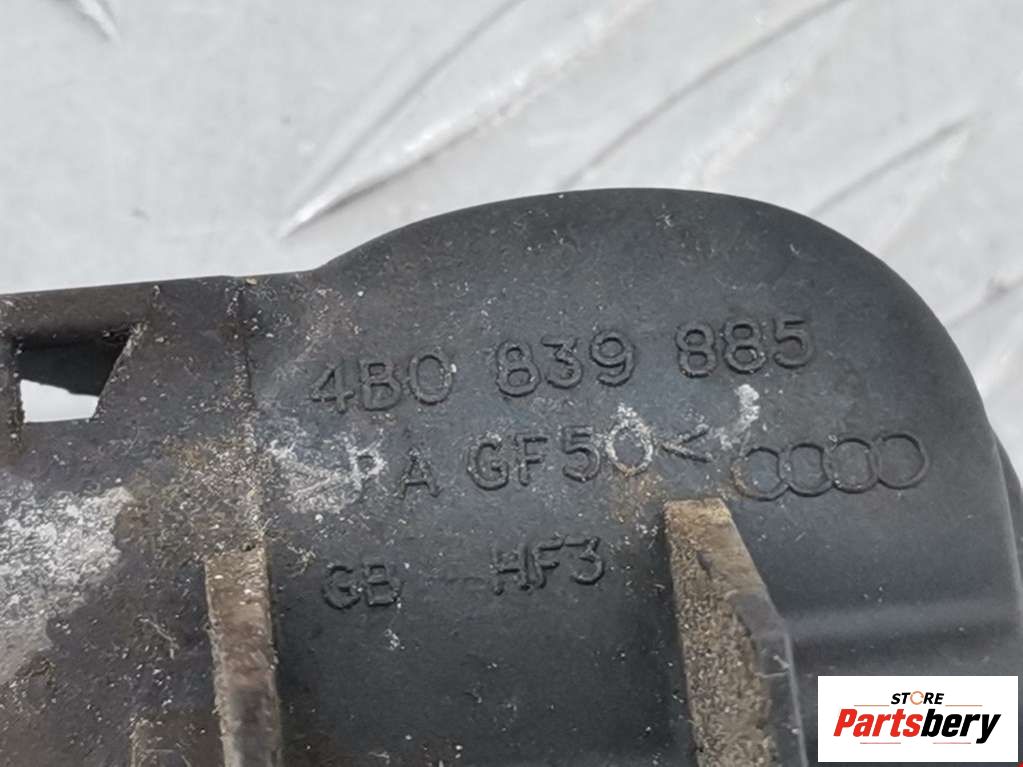 4B0 839 885
>PA GF50<
GB HF3
STORE
Partsbery